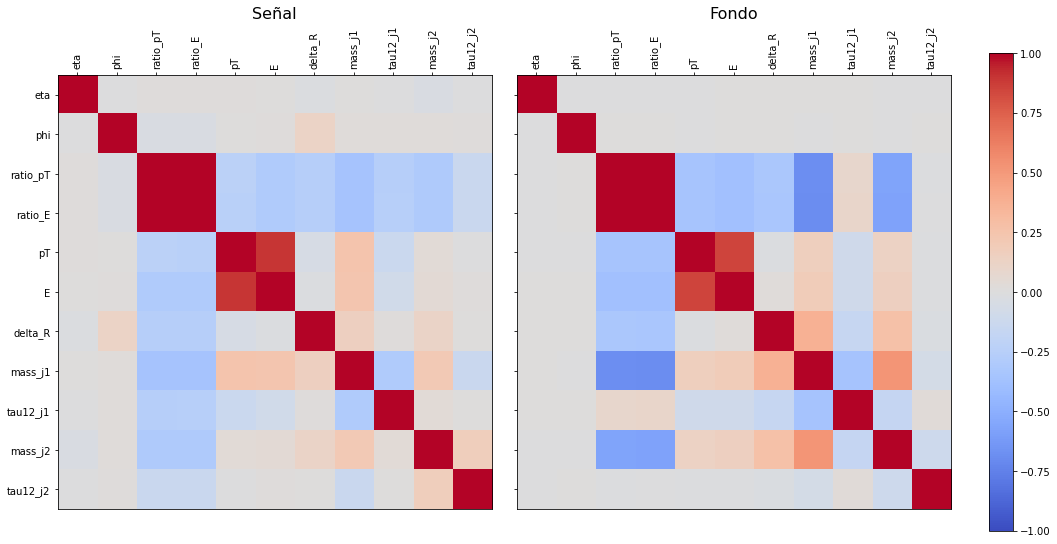 Señal
Fondo
eta
phi
ratio_pT
ratio_E
pT
E
delta_R
mass_j1
tau12_j1
mass_j2
tau12_j2
eta
phi
ratio_pT
ratio_E
pT
E
delta_R
mass_j1
tau12_j1
mass_j2
tau12_j2
eta
phi
ratio_pT
ratio_E
pT
E
delta_R
mass_j1
tau12_j1
mass_j2
tau12_j2
1.00
0.75
0.50
0.25
0.00
−0.25
−0.50
−0.75
−1.00